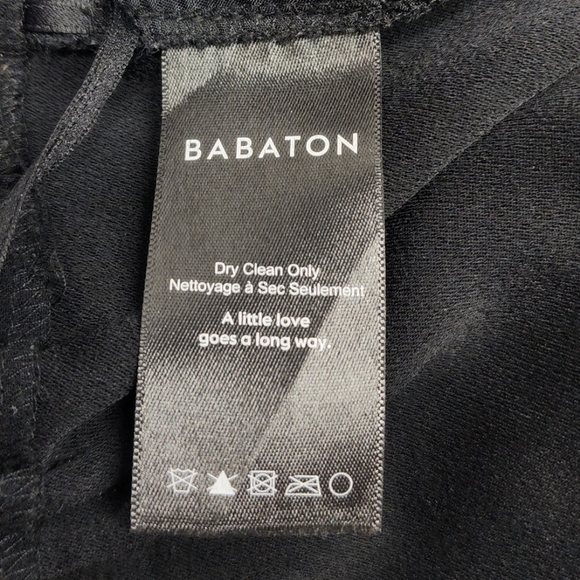 BABATON
Dry Clean Only
Nettoyage à Sec Seulement
A little love
goes a long way.